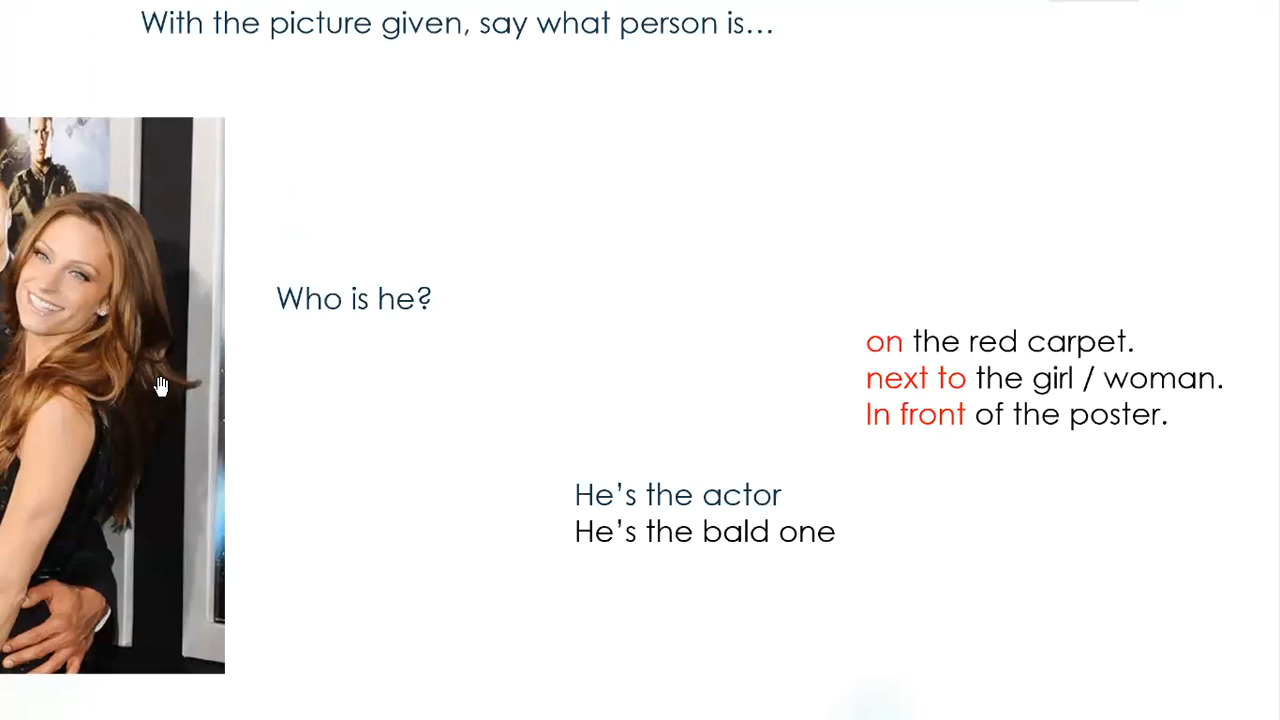 With the picture given, say what person is…
Who is he?
on the red carpet.
next to the girl / woman.
In front of the poster.
He’s the actor
He’s the bald one